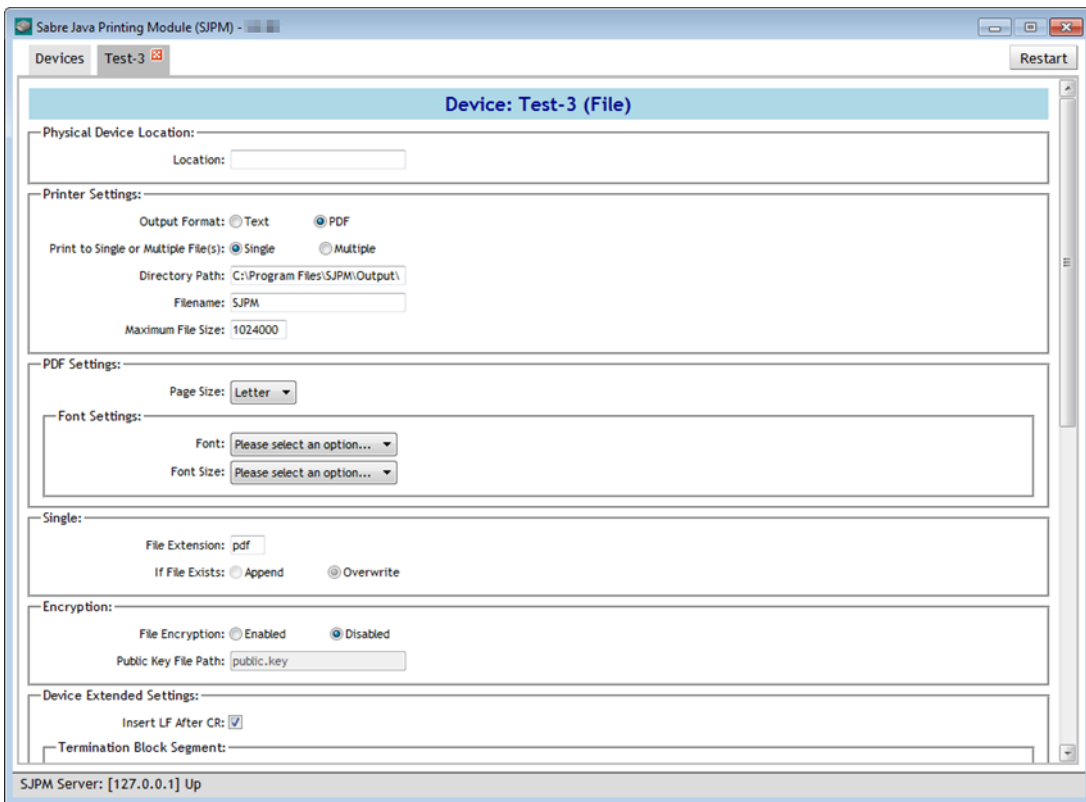 Sabre Java Printing Module (SJPM) -
Devices Test-3 Restart
Device: Test-3 (File)
Physical Device Location:
Location:
Printer Settings:
Output Format: Text PDF
Print to Single or Multiple File(s): Single Multiple
Directory Path: C:\Program Files\SJPM\Output\
Filename: SJPM
Maximum File Size: 1024000
PDF Settings:
Page Size: Letter
Font Settings:
Font: Please select an option...
Font Size: Please select an option...
Single:
File Extension: pdf
If File Exists: Append Overwrite
Encryption:
File Encryption: Enabled Disabled
Public Key File Path: public.key
Device Extended Settings:
Insert LF After CR:
Termination Block Segment:
SJPM Server: [127.0.0.1] Up